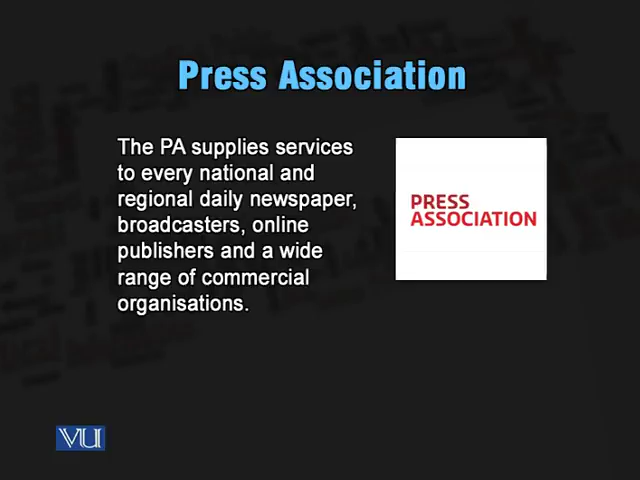 Press Association
The PA supplies services
to every national and
regional daily newspaper,
broadcasters, online
publishers and a wide
range of commercial
organisations.
PRESS
ASSOCIATION
VU